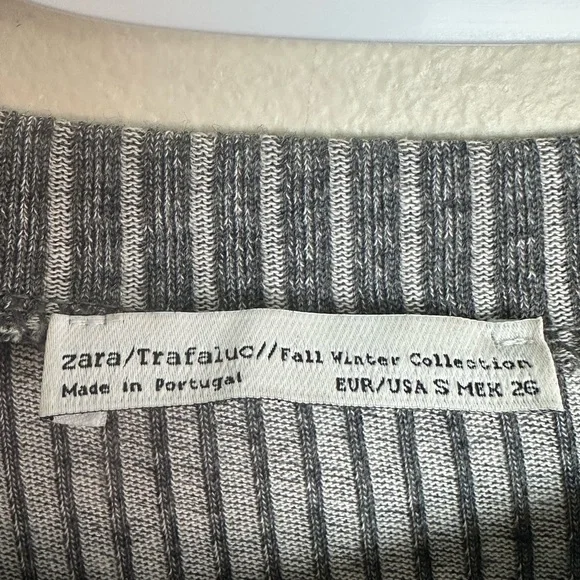 zara/Trafaluc//Fall Winter Collection
Made in Portugal EUR/USA S MEX 26